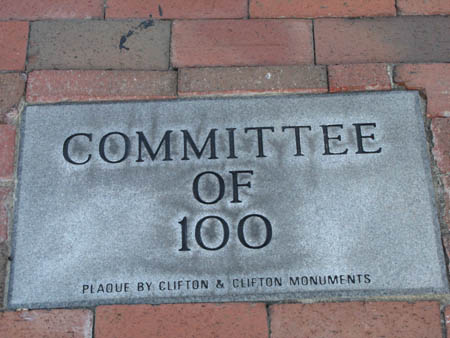 COMMITTEE
OF
100
PLAQUE BY CLIFTON & CLIFTON MONUMENTS